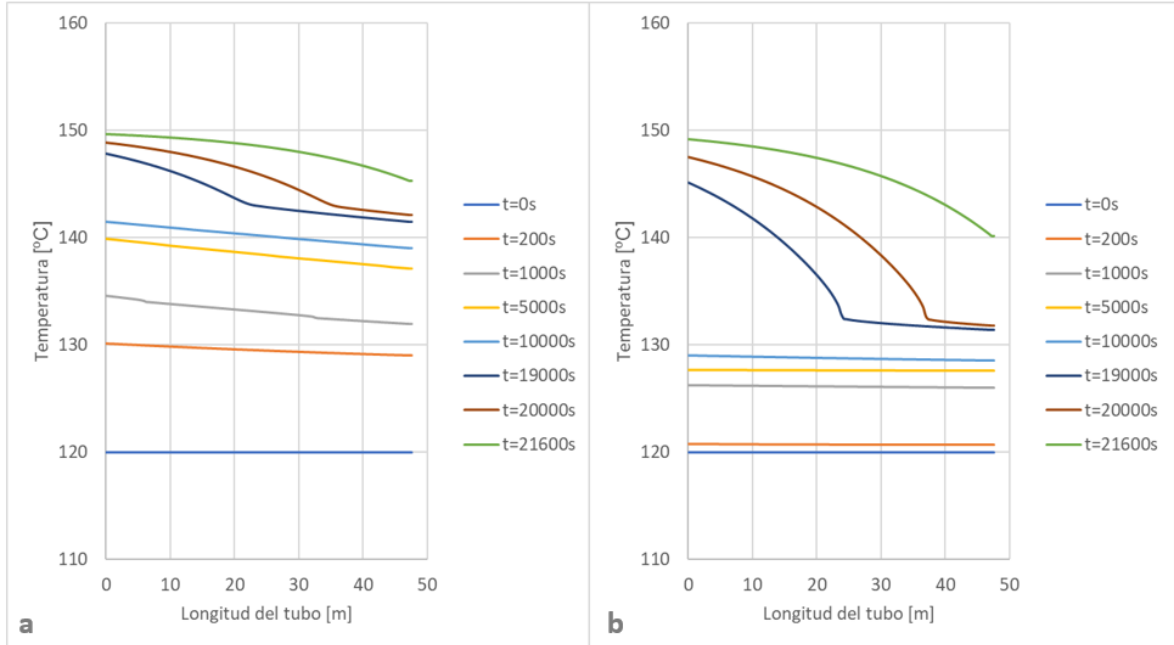 160
150
140
130
120
110
Temperatura [ºC]
0 10 20 30 40 50
Longitud del tubo [m]
t=0s
t=200s
t=1000s
t=5000s
t=10000s
t=19000s
t=20000s
t=21600s
a
160
150
140
130
120
110
Temperatura [ºC]
0 10 20 30 40 50
Longitud del tubo [m]
t=0s
t=200s
t=1000s
t=5000s
t=10000s
t=19000s
t=20000s
t=21600s
b